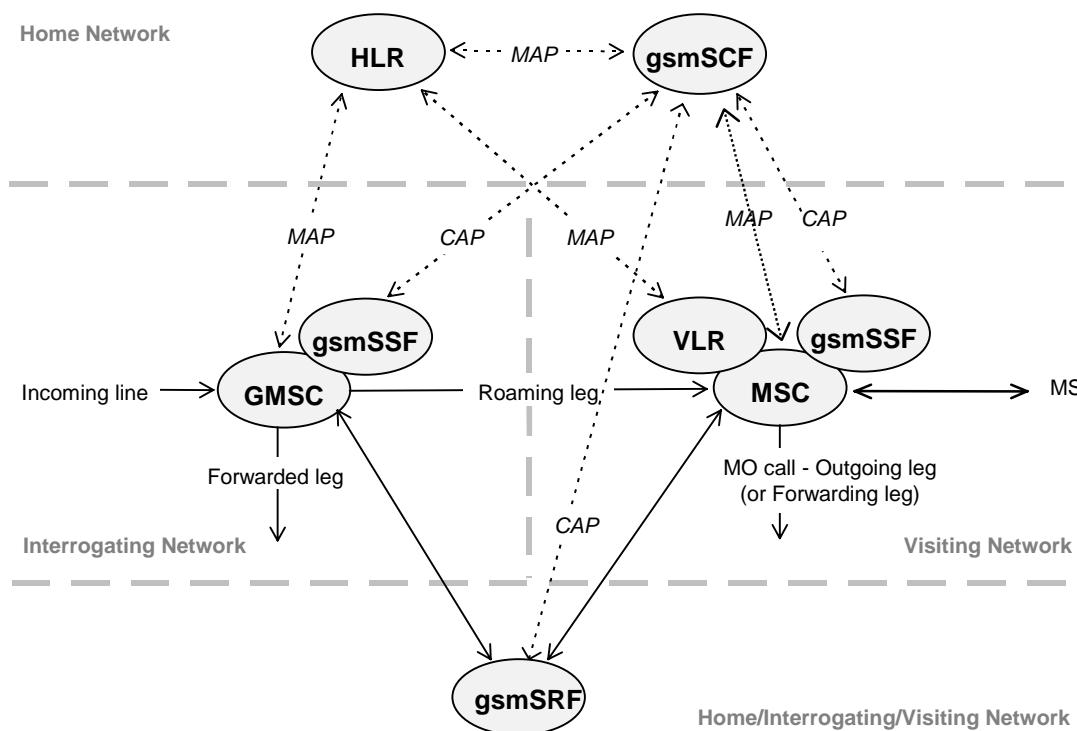 Home Network
HLR
MAP
gsmSCF
MAP
CAP
MAP
MAP
CAP
gsmSSF
VLR
gsmSSF
Incoming line
GMSC
Roaming leg
MSC
MS
Forwarded leg
MO call - Outgoing leg
(or Forwarding leg)
CAP
Interrogating Network
Visiting Network
gsmSRF
Home/Interrogating/Visiting Network